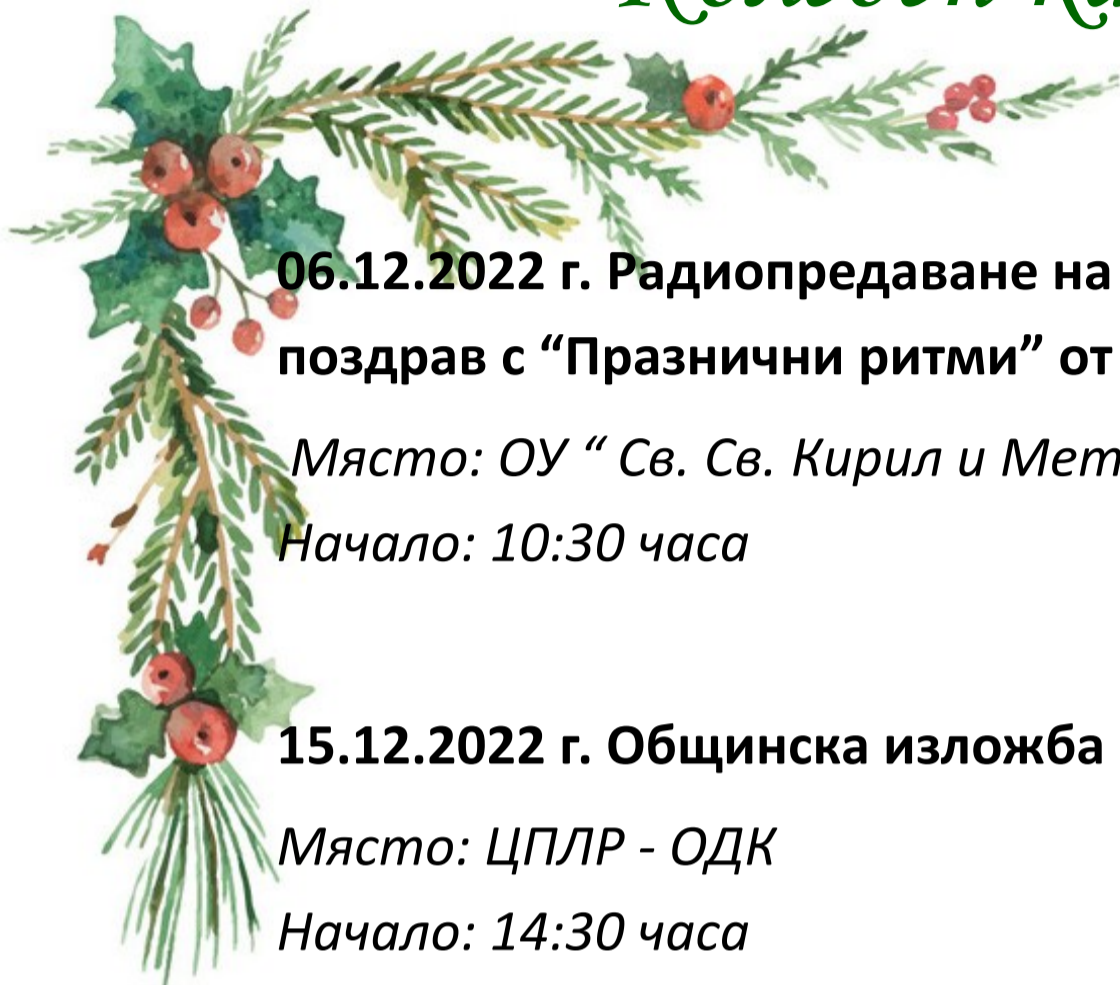 06.12.2022 г. Радиопредаване на
поздрав с “Празнични ритми” от
Място: ОУ “ Св. Св. Кирил и Мет
Начало: 10:30 часа
15.12.2022 г. Общинска изложба
Място: ЦПЛР - ОДК
Начало: 14:30 часа